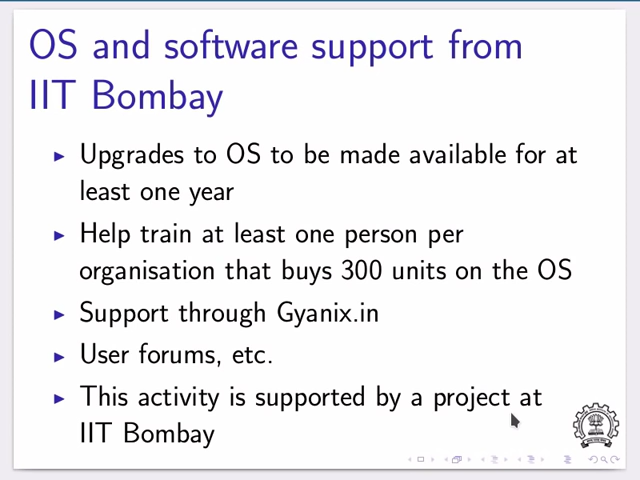 OS and software support from
IIT Bombay
Upgrades to OS to be made available for at
least one year
Help train at least one person per
organisation that buys 300 units on the OS
Support through Gyanix.in
User forums, etc.
This activity is supported by a project at
IIT Bombay